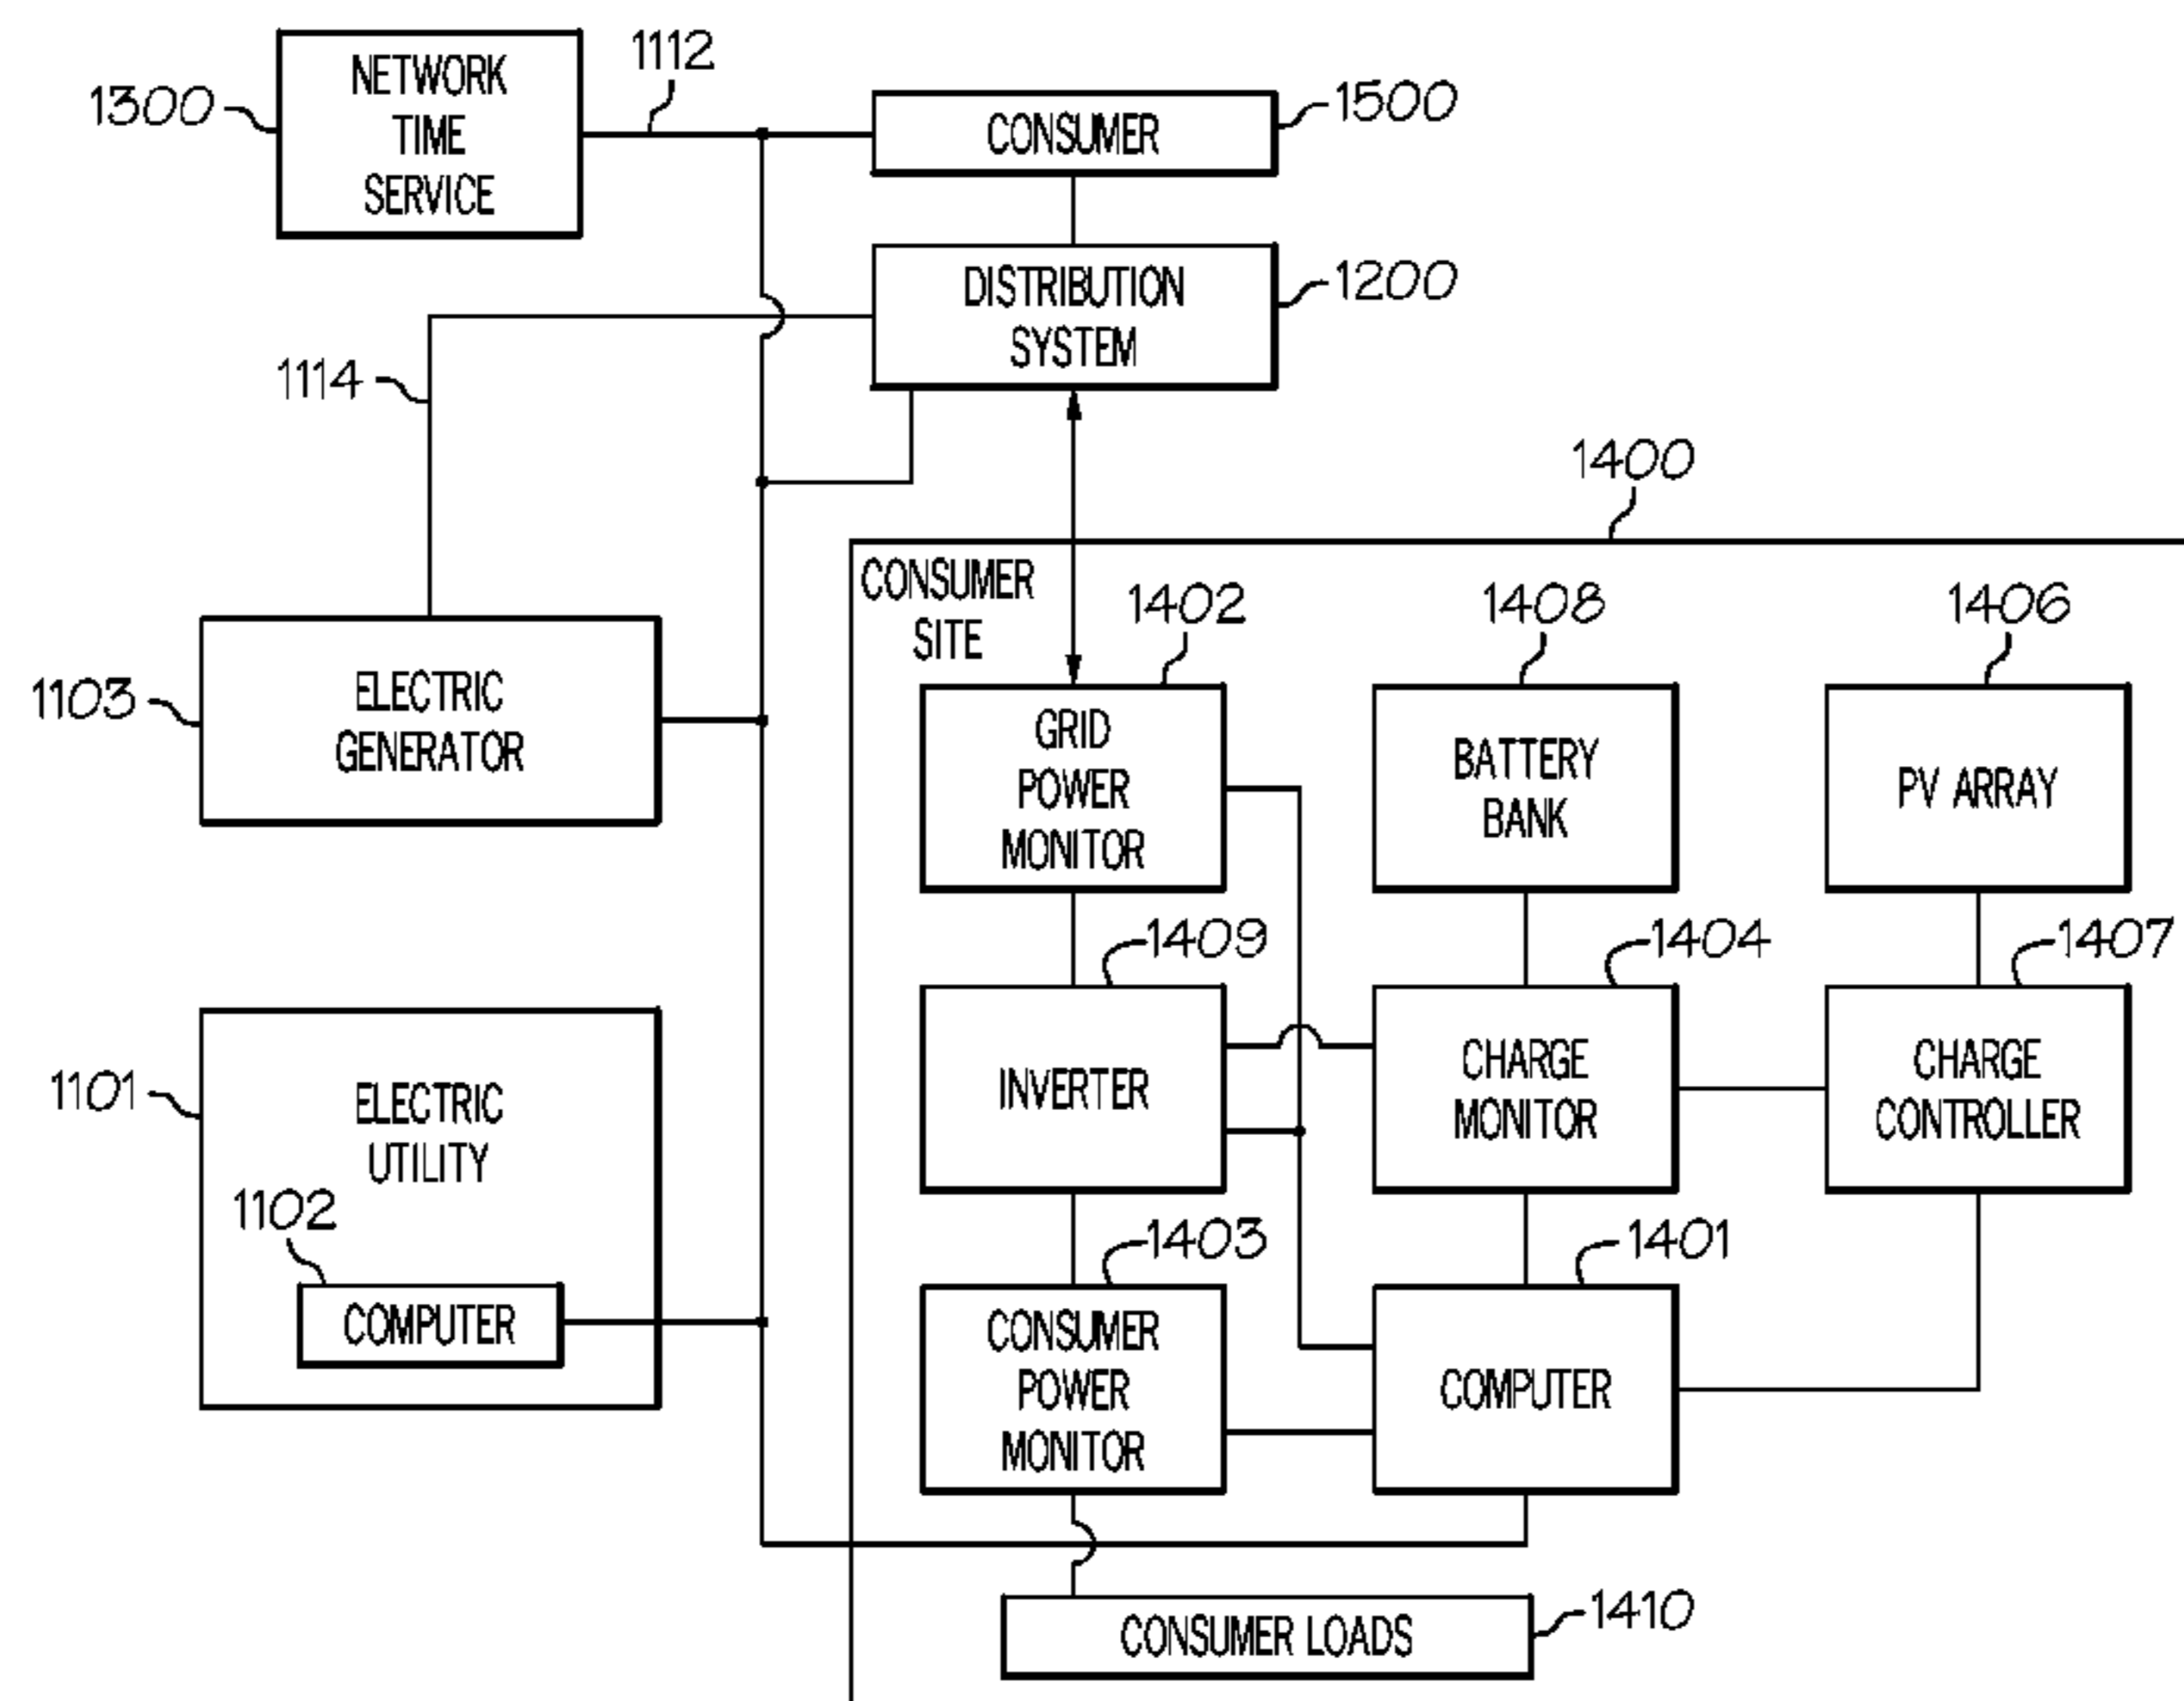 1300
NETWORK
TIME
SERVICE
1112
CONSUMER
1500
DISTRIBUTION
SYSTEM
1200
1114
1400
CONSUMER
SITE
1103
ELECTRIC
GENERATOR
1402
GRID
POWER
MONITOR
1408
BATTERY
BANK
1406
PV ARRAY
1409
INVERTER
1404
CHARGE
MONITOR
1407
CHARGE
CONTROLLER
1101
ELECTRIC
UTILITY
1102
COMPUTER
1403
CONSUMER
POWER
MONITOR
1401
COMPUTER
CONSUMER LOADS
1410